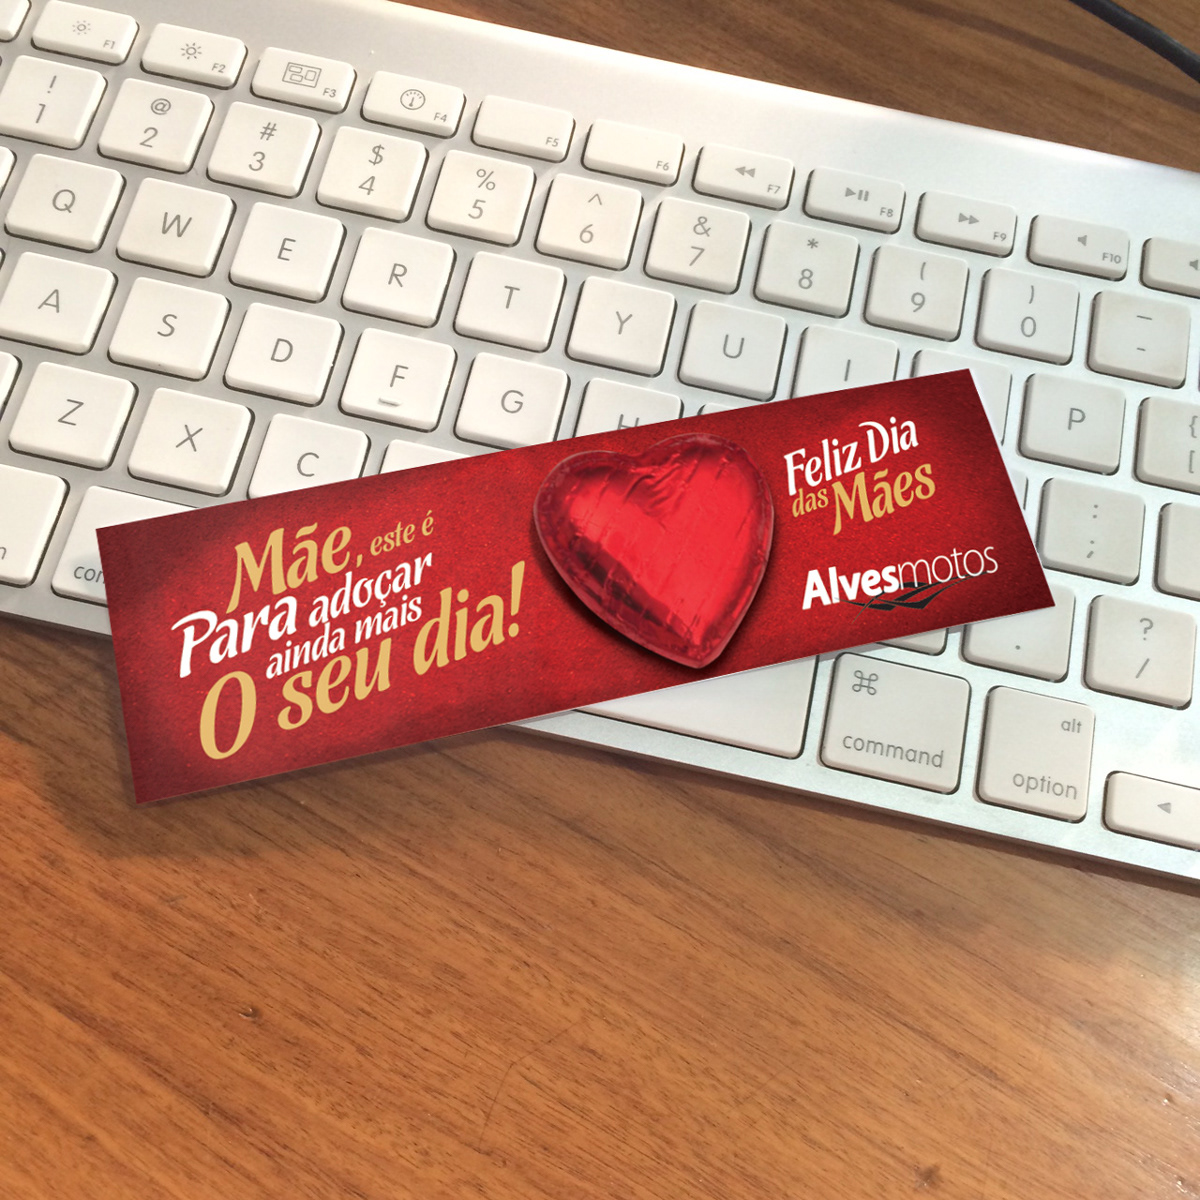 F1 F2 F3 F4 F5 F6 F7 F8 F9 F10
! @ # $ % ^ & * ( ) _
1 2 3 4 5 6 7 8 9 0 -
Q W E R T Y U I P {
[
A S D F G H : ;
Z X C ? . /
command alt
option
Mãe, este é
Para adoçar
ainda mais
O seu dia!
Feliz Dia
das Mães
Alvesmotos